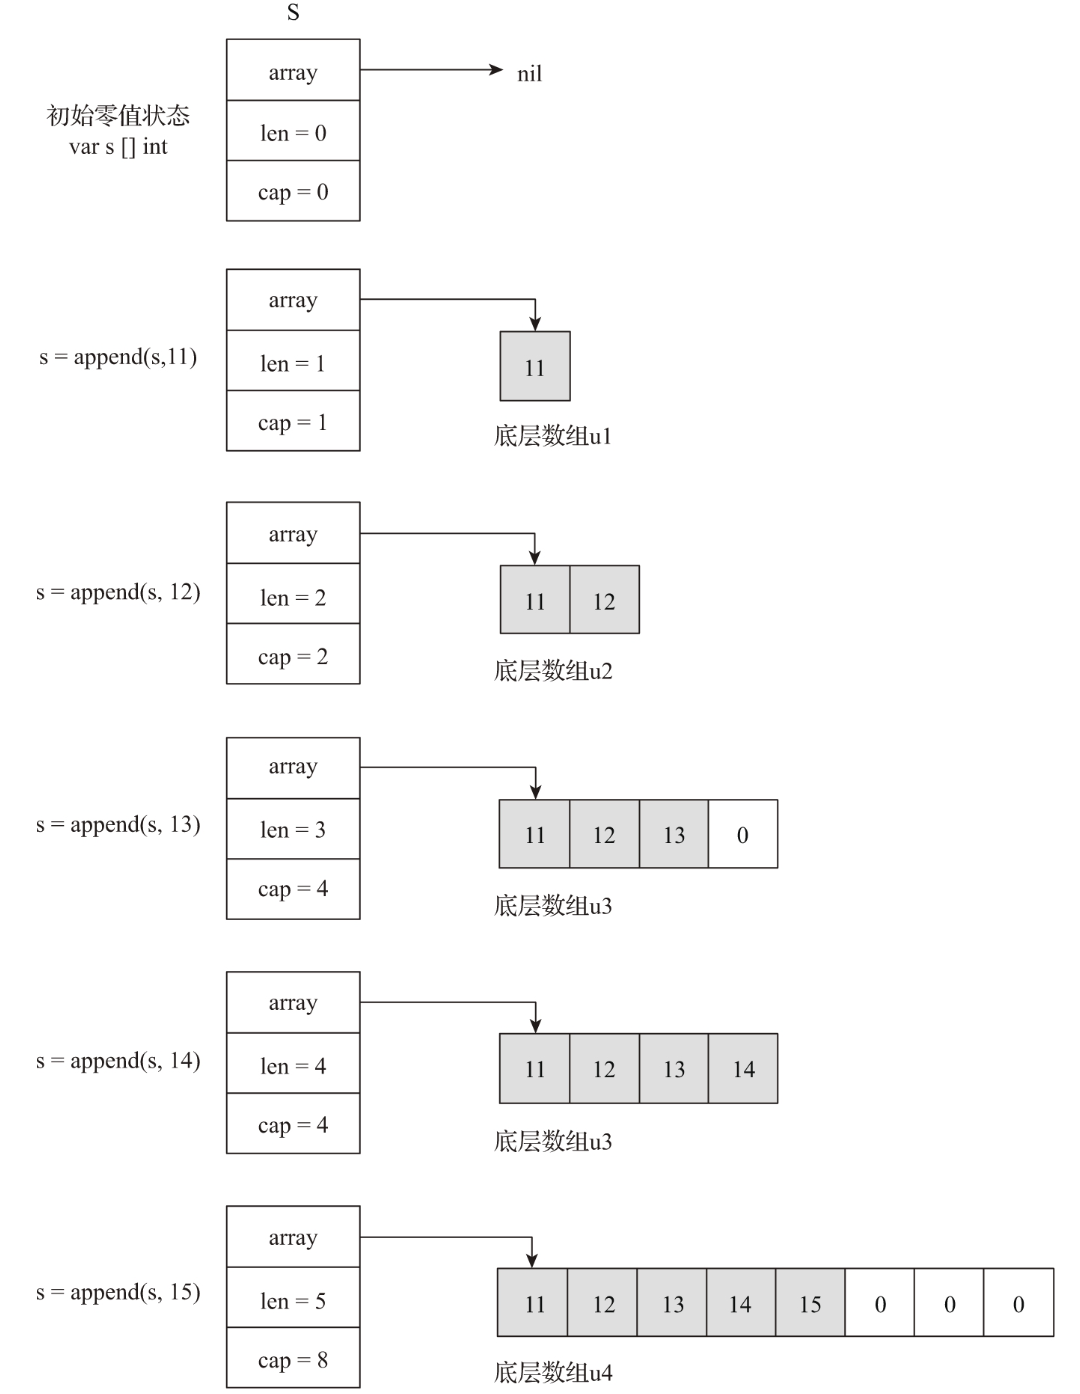 S
array
nil
初始零值状态
var s [] int
len = 0
cap = 0
array
s = append(s,11)
len = 1
11
cap = 1
底层数组u1
array
s = append(s, 12)
len = 2
11 12
cap = 2
底层数组u2
array
s = append(s, 13)
len = 3
11 12 13 0
cap = 4
底层数组u3
array
s = append(s, 14)
len = 4
11 12 13 14
cap = 4
底层数组u3
array
s = append(s, 15)
len = 5
11 12 13 14 15 0 0 0
cap = 8
底层数组u4